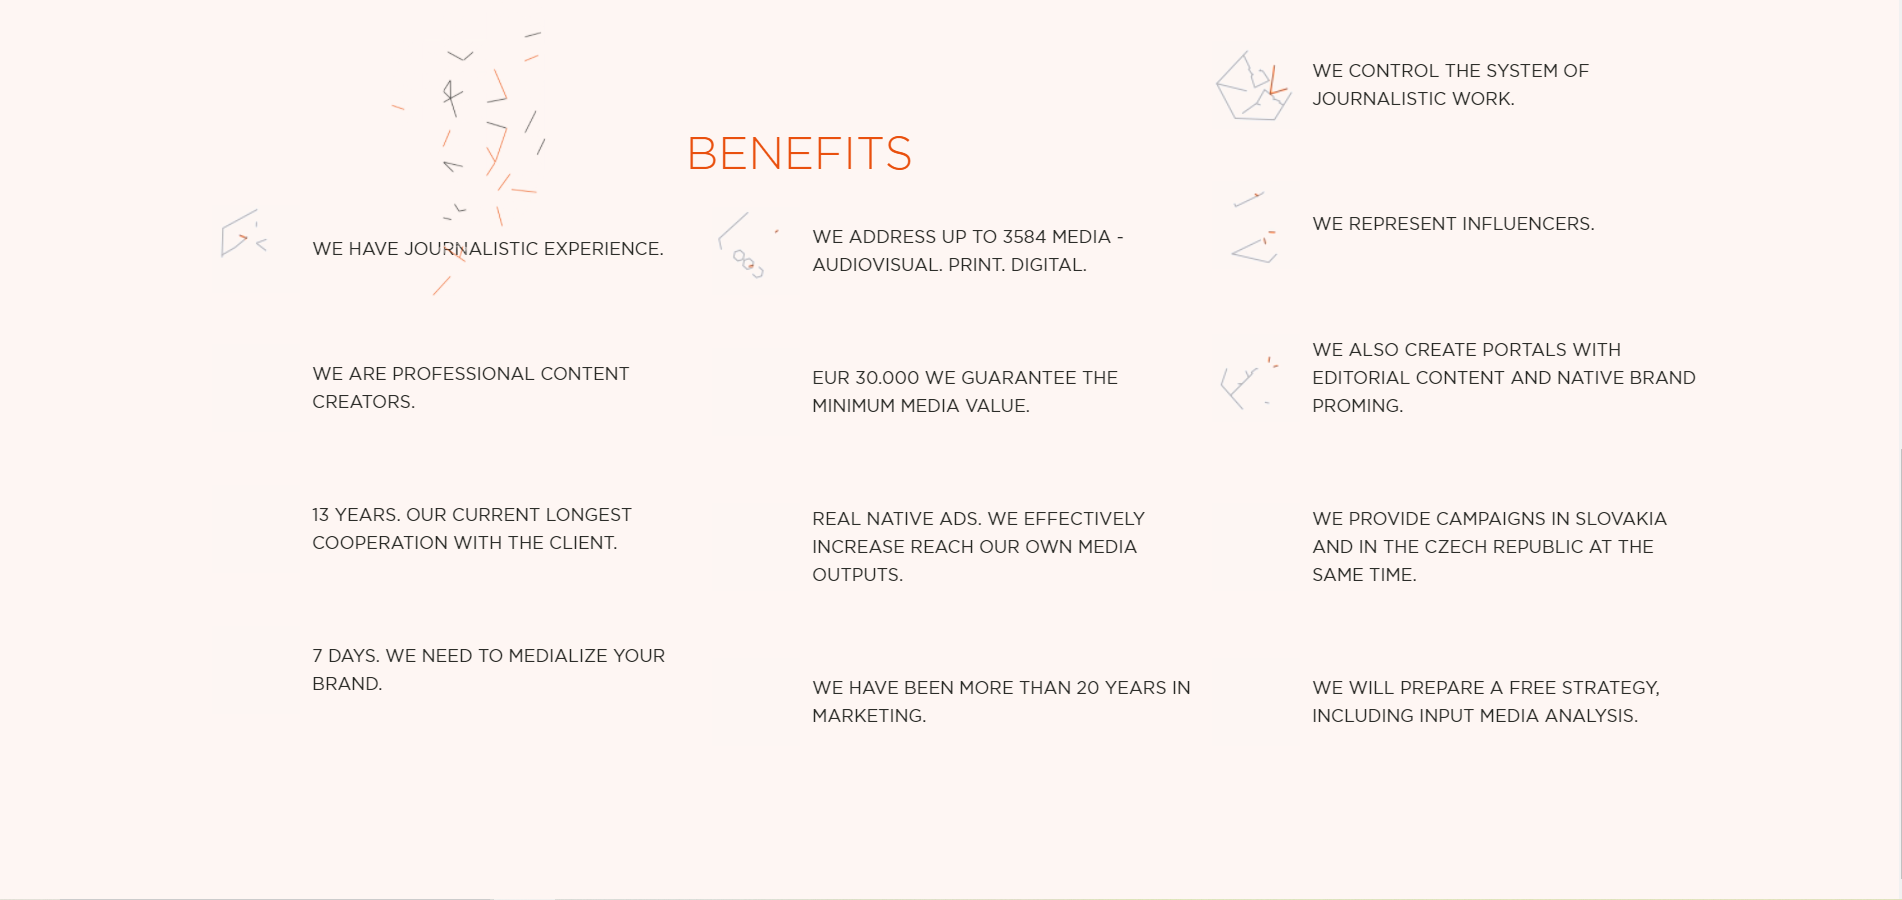 BENEFITS
WE HAVE JOURNALISTIC EXPERIENCE.
WE ARE PROFESSIONAL CONTENT
CREATORS.
13 YEARS. OUR CURRENT LONGEST
COOPERATION WITH THE CLIENT.
7 DAYS. WE NEED TO MEDIALIZE YOUR
BRAND.
WE ADDRESS UP TO 3584 MEDIA -
AUDIOVISUAL. PRINT. DIGITAL.
EUR 30.000 WE GUARANTEE THE
MINIMUM MEDIA VALUE.
REAL NATIVE ADS. WE EFFECTIVELY
INCREASE REACH OUR OWN MEDIA
OUTPUTS.
WE HAVE BEEN MORE THAN 20 YEARS IN
MARKETING.
WE CONTROL THE SYSTEM OF
JOURNALISTIC WORK.
WE REPRESENT INFLUENCERS.
WE ALSO CREATE PORTALS WITH
EDITORIAL CONTENT AND NATIVE BRAND
PROMING.
WE PROVIDE CAMPAIGNS IN SLOVAKIA
AND IN THE CZECH REPUBLIC AT THE
SAME TIME.
WE WILL PREPARE A FREE STRATEGY,
INCLUDING INPUT MEDIA ANALYSIS.